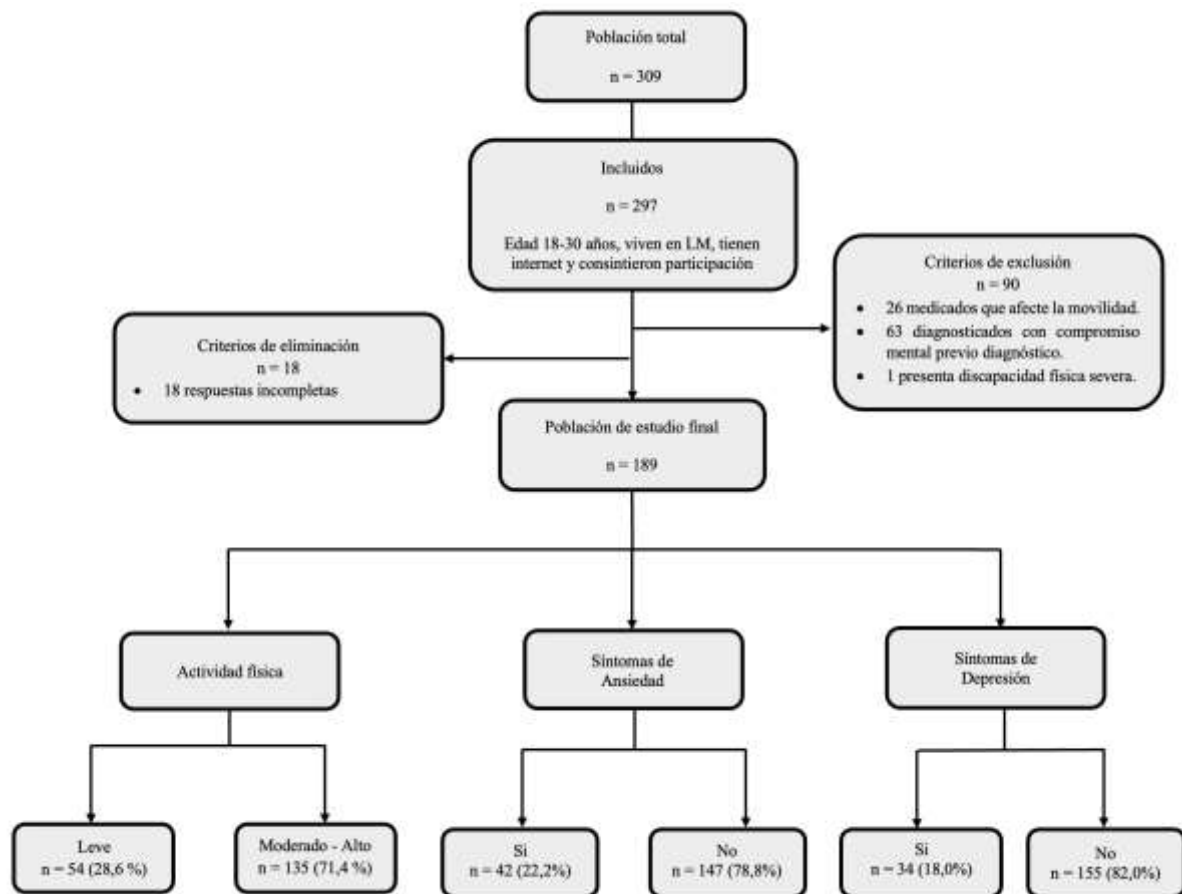 Población total
n = 309
Incluidos
n = 297
Edad 18-30 años, viven en LM, tienen
internet y consintieron participación
Criterios de exclusión
n = 90
• 26 medicados que afecte la movilidad.
• 63 diagnosticados con compromiso
mental previo diagnóstico.
• 1 presenta discapacidad física severa.
Criterios de eliminación
n = 18
• 18 respuestas incompletas
Población de estudio final
n = 189
Actividad física
Síntomas de
Ansiedad
Síntomas de
Depresión
Leve
n = 54 (28,6 %)
Moderado - Alto
n = 135 (71,4 %)
Si
n = 42 (22,2%)
No
n = 147 (78,8%)
Si
n = 34 (18,0%)
No
n = 155 (82,0%)